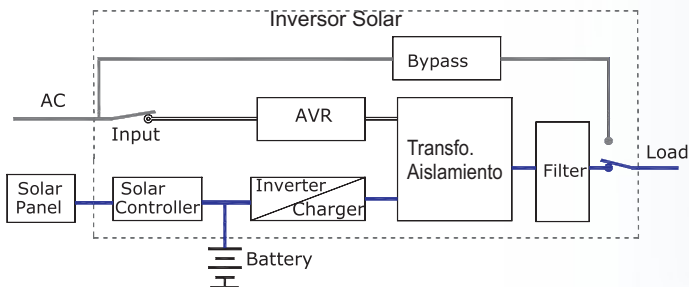 Inversor Solar
Bypass
AC
Input
AVR
Transfo.
Aislamiento
Filter
Load
Solar
Panel
Solar
Controller
Inverter
Charger
Battery